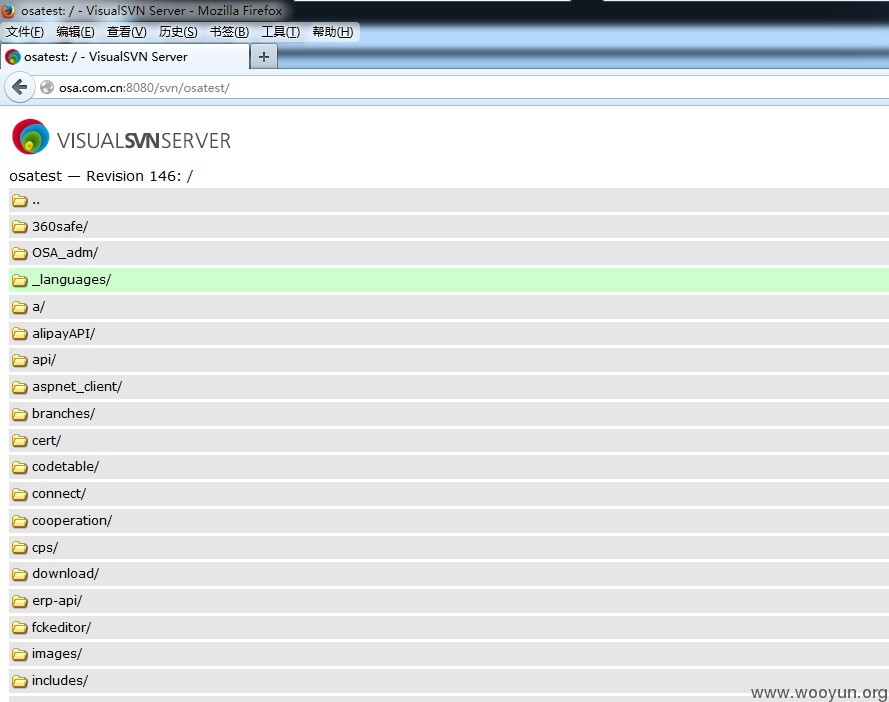 osatest: / - VisualSVN Server - Mozilla Firefox
文件(F) 编辑(E) 查看(V) 历史(S) 书签(B) 工具(T) 帮助(H)
osatest: / - VisualSVN Server
osa.com.cn:8080/svn/osatest/
VISUALSVNSERVER
osatest — Revision 146: /
..
360safe/
OSA_adm/
_languages/
a/
alipayAPI/
api/
aspnet_client/
branches/
cert/
codetable/
connect/
cooperation/
cps/
download/
erp-api/
fckeditor/
images/
includes/
www.wooyun.org